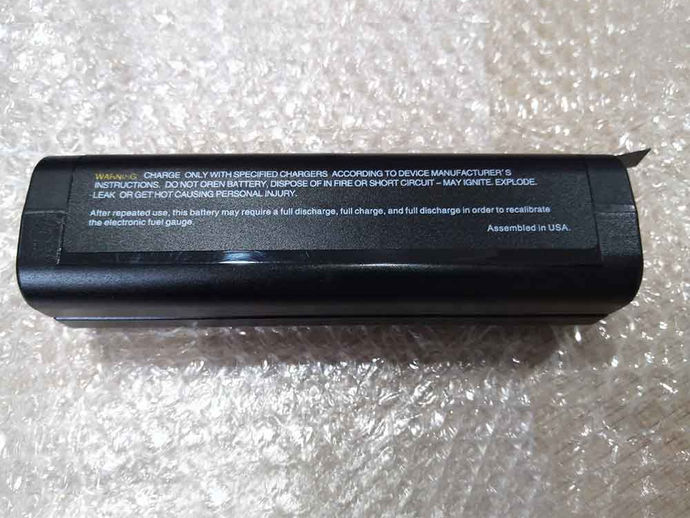 WARNING: CHARGE ONLY WITH SPECIFIED CHARGERS ACCORDING TO DEVICE MANUFACTURER'S
INSTRUCTIONS. DO NOT OREN BATTERY, DISPOSE OF IN FIRE OR SHORT CIRCUIT – MAY IGNITE. EXPLODE.
LEAK OR GET HOT CAUSING PERSONAL INJURY.
After repeated use, this battery may require a full discharge, full charge, and full discharge in order to recalibrate
the electronic fuel gauge.
Assembled in USA.